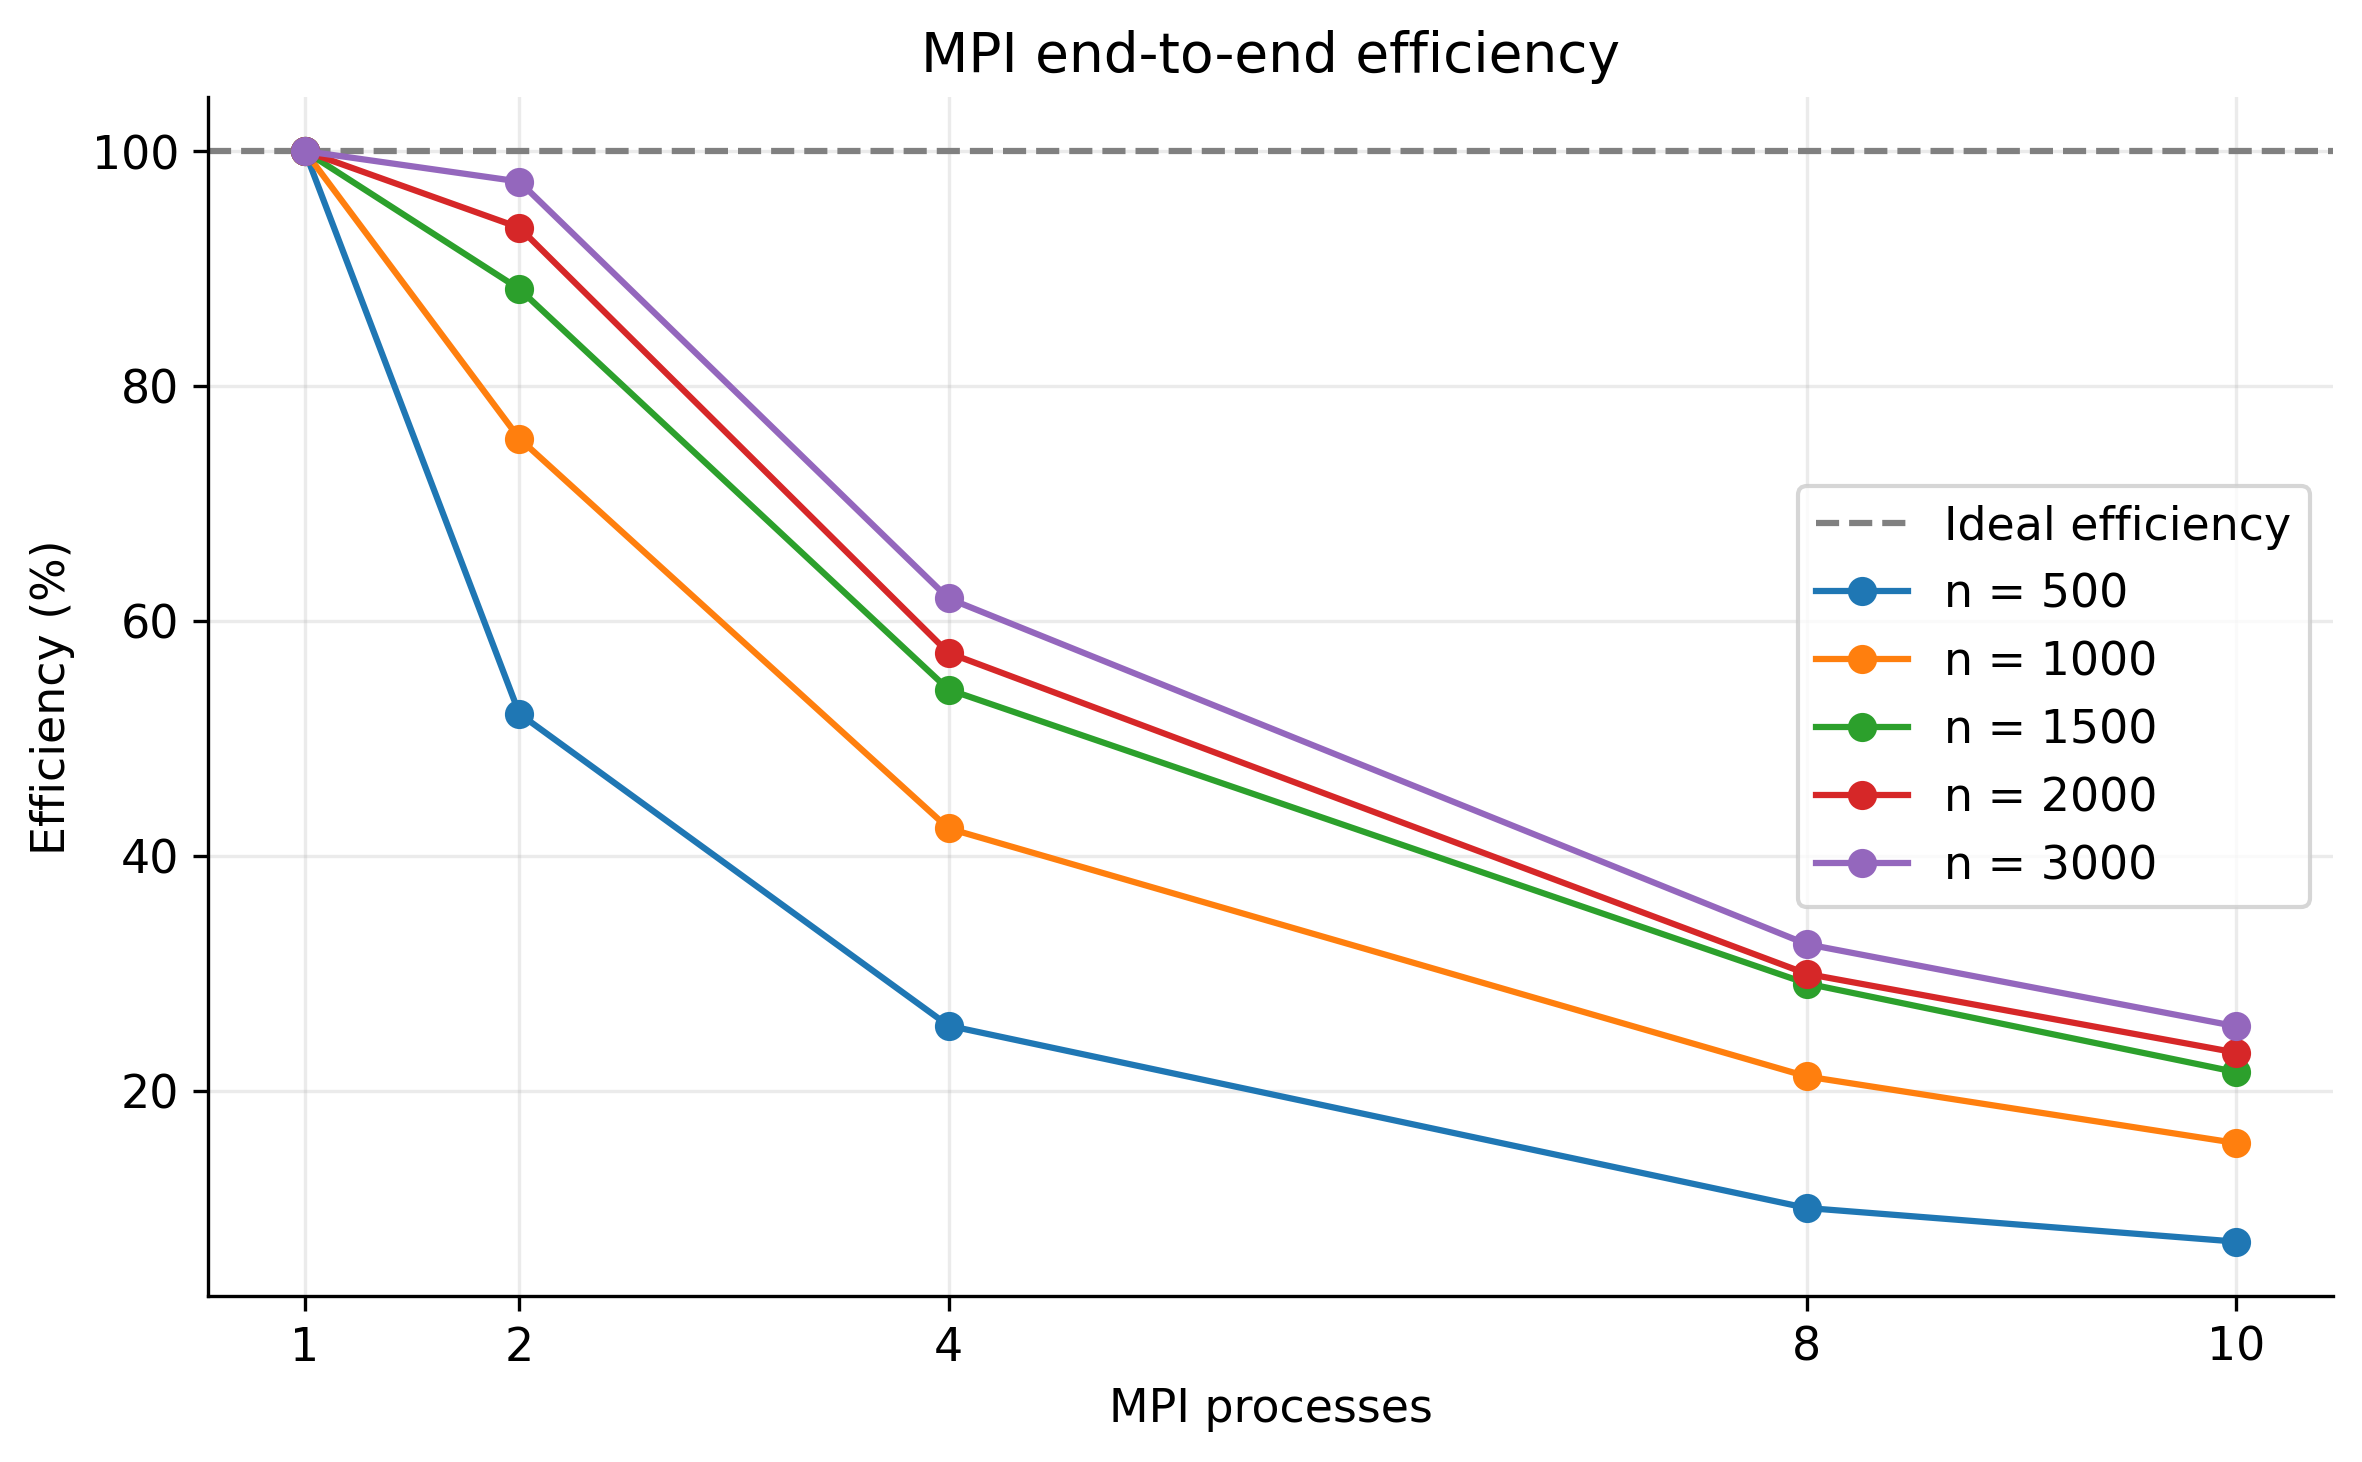 MPI end-to-end efficiency
Efficiency (%)
100
80
60
40
20
Ideal efficiency
n = 500
n = 1000
n = 1500
n = 2000
n = 3000
1 2 4 8 10
MPI processes